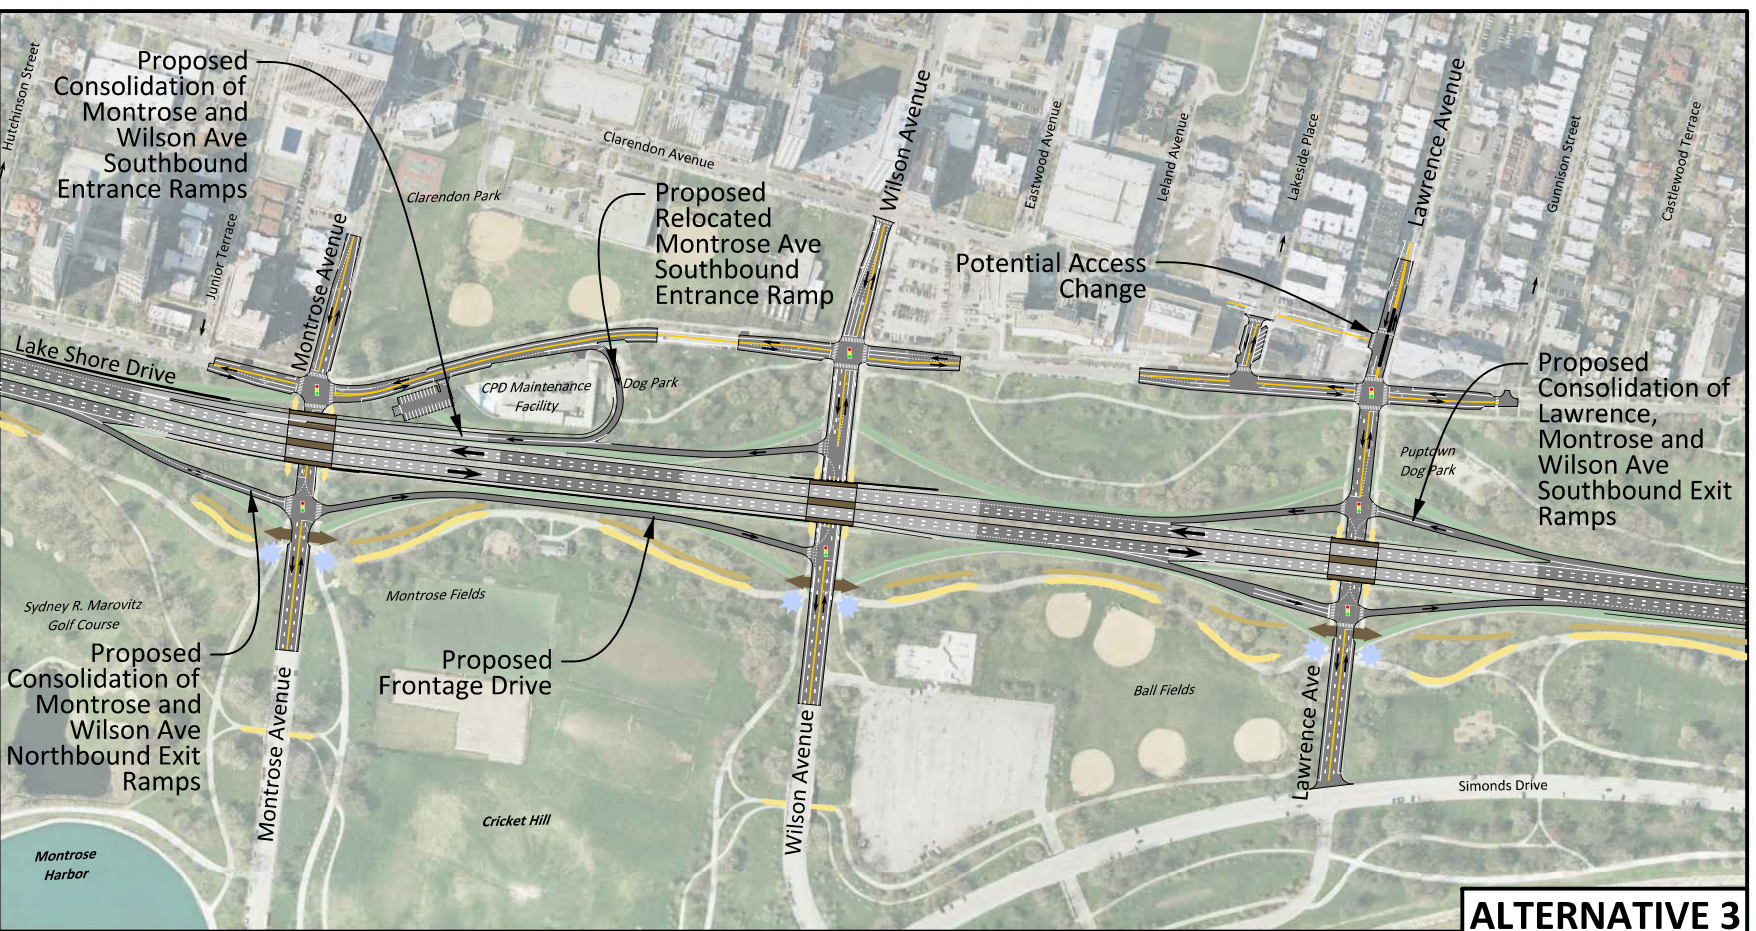 Hutchinson Street
Proposed
Consolidation of
Montrose and
Wilson Ave
Southbound
Entrance Ramps
Junior Terrace
Montrose Avenue
Clarendon Park
Clarendon Avenue
Proposed
Relocated
Montrose Ave
Southbound
Entrance Ramp
Wilson Avenue
Eastwood Avenue
Leland Avenue
Lakeside Place
Lawrence Avenue
Gunnison Street
Castlewood Terrace
Potential Access
Change
Lake Shore Drive
CPD Maintenance
Facility
Dog Park
Puptown
Dog Park
Proposed
Consolidation of
Lawrence,
Montrose and
Wilson Ave
Southbound Exit
Ramps
Sydney R. Marovitz
Golf Course
Montrose Fields
Proposed
Consolidation of
Montrose and
Wilson Ave
Northbound Exit
Ramps
Proposed
Frontage Drive
Montrose Avenue
Wilson Avenue
Ball Fields
Lawrence Ave
Simonds Drive
Cricket Hill
Montrose
Harbor
ALTERNATIVE 3